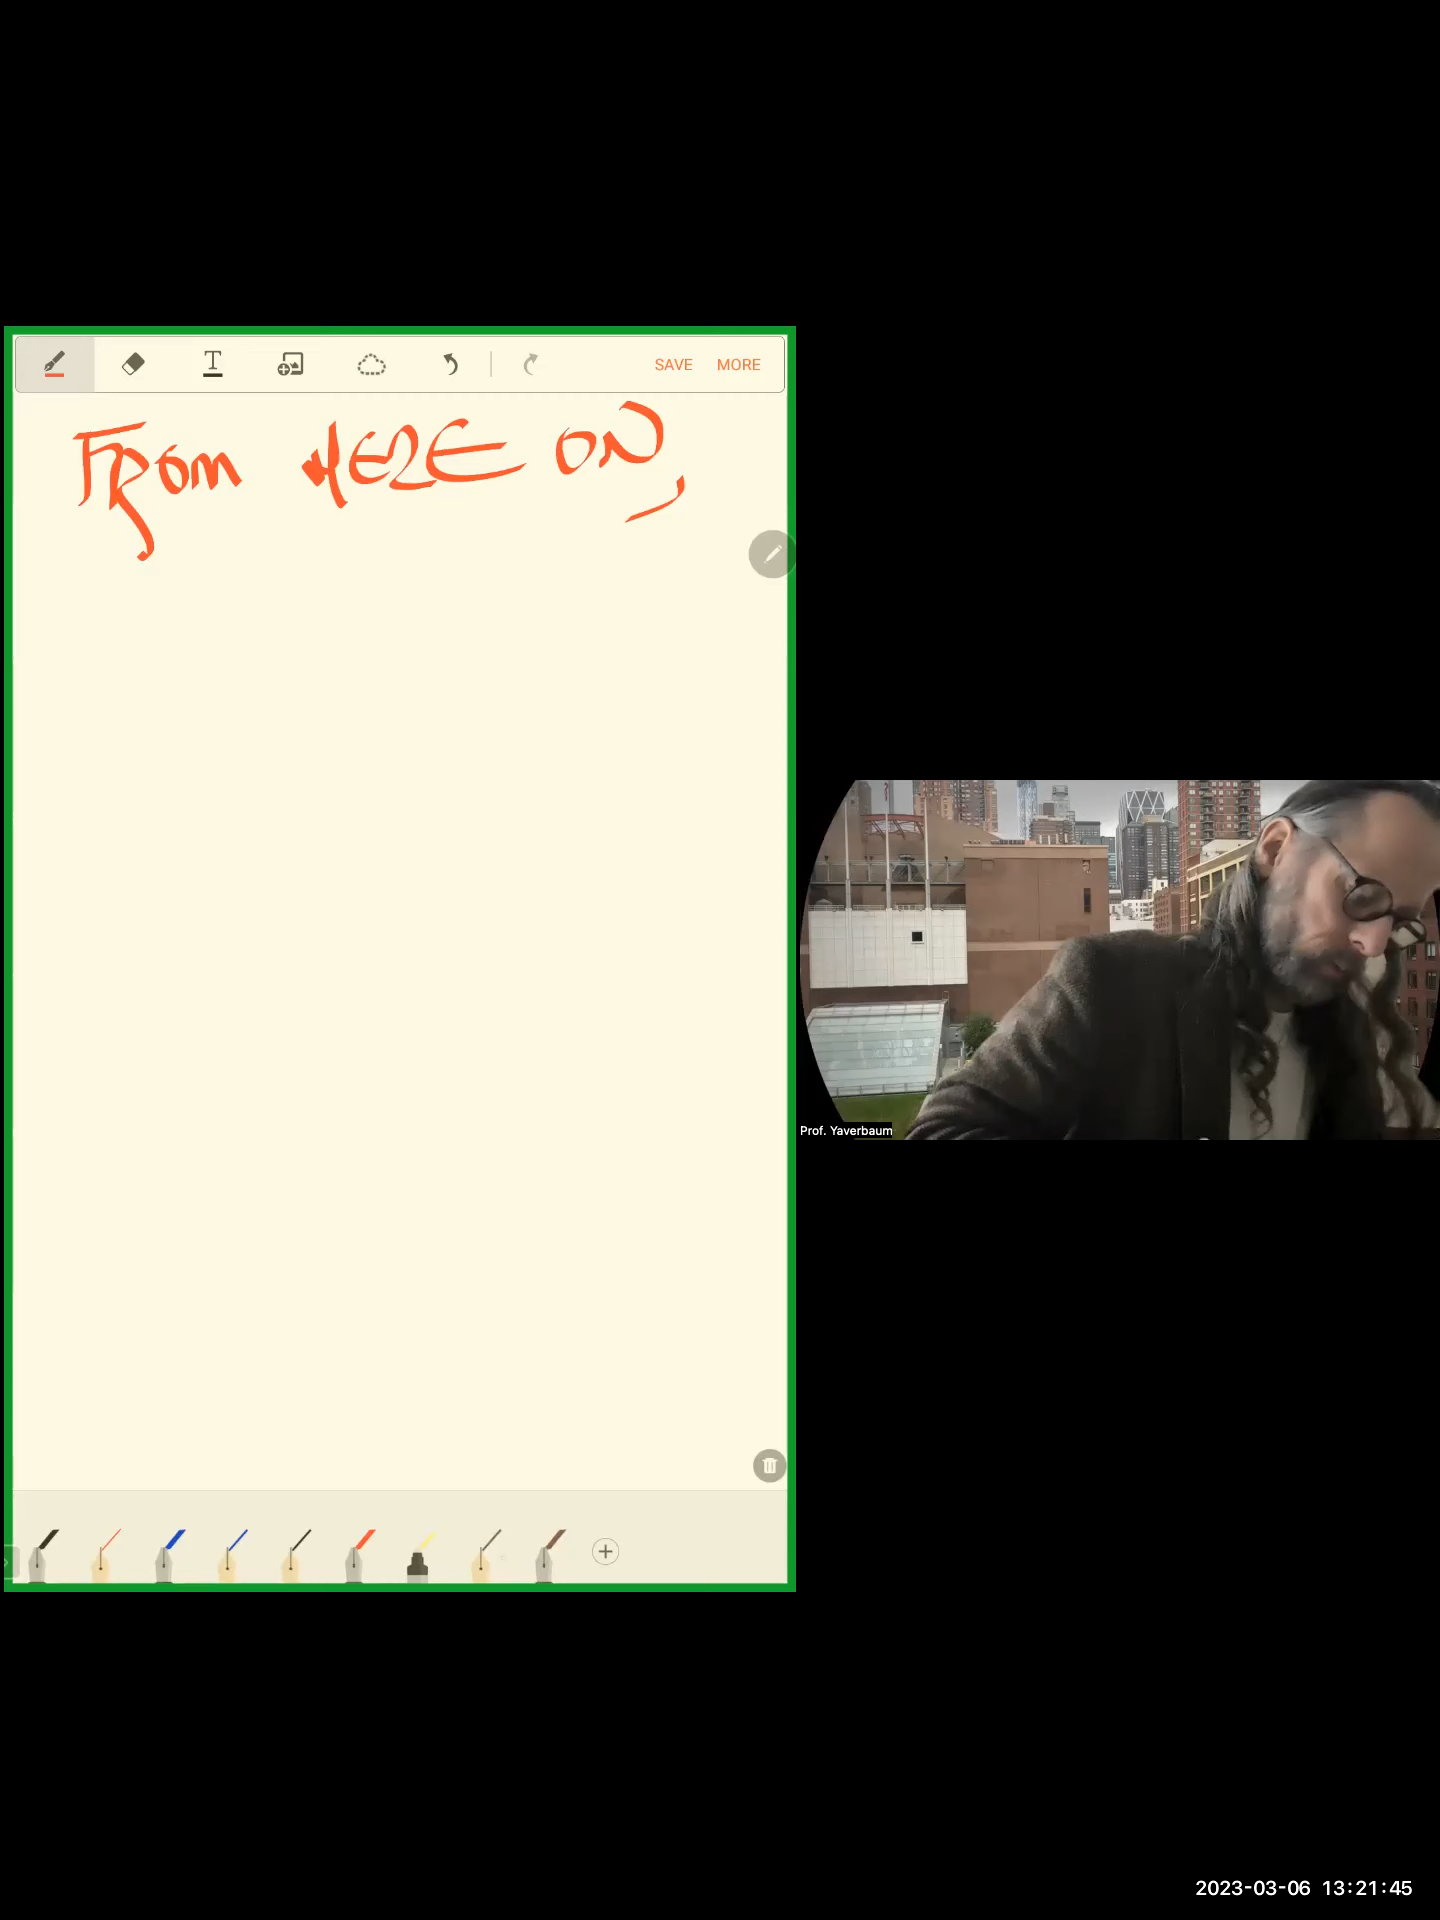 T
SAVE MORE
FROM HERE ON,
Prof. Yaverbaum
2023-03-06 13:21:45